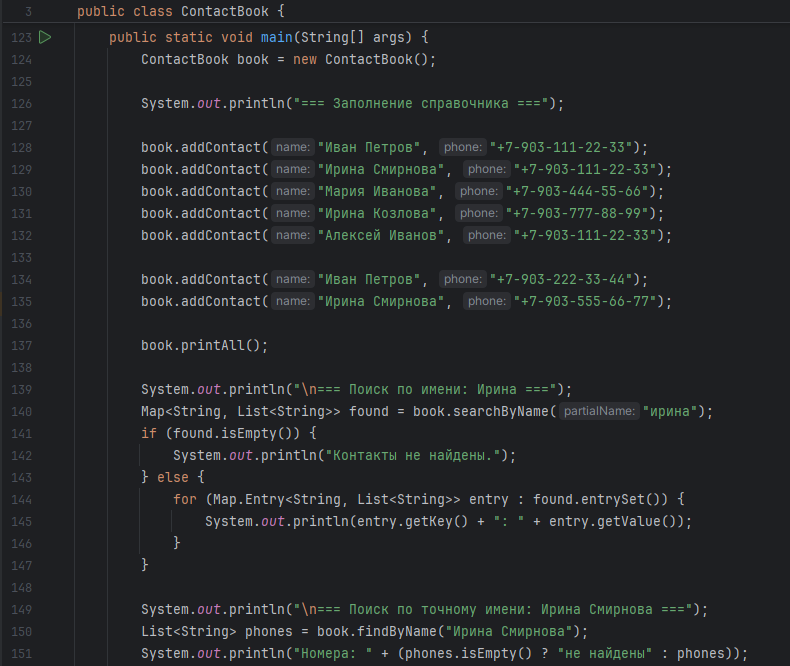 3 public class ContactBook {
123 public static void main(String[] args) {
124 ContactBook book = new ContactBook();
125
126 System.out.println("=== Заполнение справочника ===");
127
128 book.addContact( name: "Иван Петров", phone: "+7-903-111-22-33");
129 book.addContact( name: "Ирина Смирнова", phone: "+7-903-111-22-33");
130 book.addContact( name: "Мария Иванова", phone: "+7-903-444-55-66");
131 book.addContact( name: "Ирина Козлова", phone: "+7-903-777-88-99");
132 book.addContact( name: "Алексей Иванов", phone: "+7-903-111-22-33");
133
134 book.addContact( name: "Иван Петров", phone: "+7-903-222-33-44");
135 book.addContact( name: "Ирина Смирнова", phone: "+7-903-555-66-77");
136
137 book.printAll();
138
139 System.out.println("\n=== Поиск по имени: Ирина ===");
140 Map<String, List<String>> found = book.searchByName( partialName: "ирина");
141 if (found.isEmpty()) {
142 System.out.println("Контакты не найдены.");
143 } else {
144 for (Map.Entry<String, List<String>> entry : found.entrySet()) {
145 System.out.println(entry.getKey() + ": " + entry.getValue());
146 }
147 }
148
149 System.out.println("\n=== Поиск по точному имени: Ирина Смирнова ===");
150 List<String> phones = book.findByName("Ирина Смирнова");
151 System.out.println("Номера: " + (phones.isEmpty() ? "не найдены" : phones));